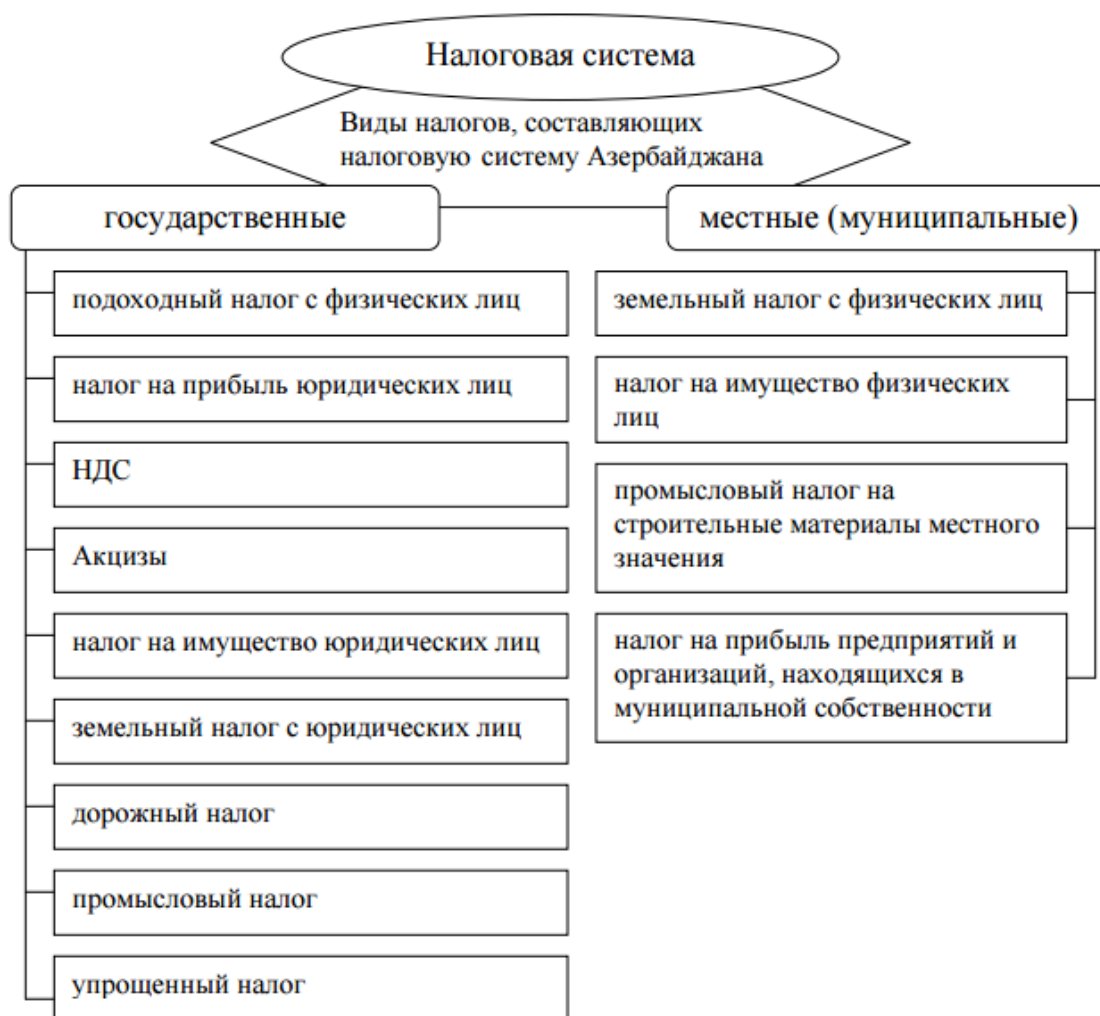 Налоговая система
Виды налогов, составляющих
налоговую систему Азербайджана
государственные
местные (муниципальные)
подоходный налог с физических лиц
налог на прибыль юридических лиц
НДС
Акцизы
налог на имущество юридических лиц
земельный налог с юридических лиц
дорожный налог
промысловый налог
упрощенный налог
земельный налог с физических лиц
налог на имущество физических
лиц
промысловый налог на
строительные материалы местного
значения
налог на прибыль предприятий и
организаций, находящихся в
муниципальной собственности